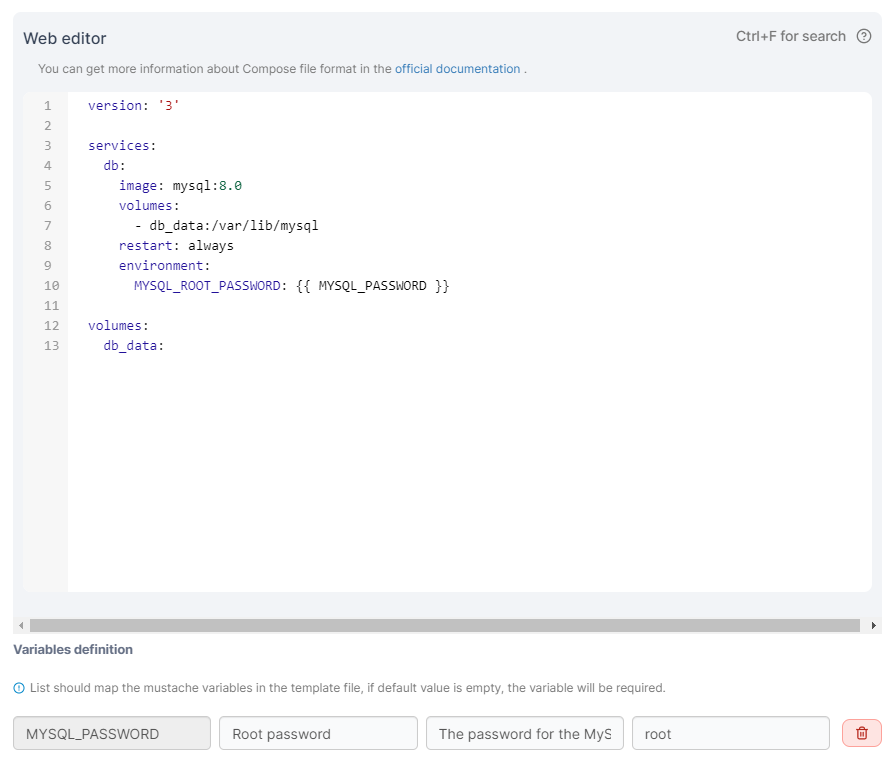 Web editor
Ctrl+F for search
You can get more information about Compose file format in the official documentation .
1 version: '3'
2
3 services:
4 db:
5 image: mysql:8.0
6 volumes:
7 - db_data:/var/lib/mysql
8 restart: always
9 environment:
10 MYSQL_ROOT_PASSWORD: {{ MYSQL_PASSWORD }}
11
12 volumes:
13 db_data:
Variables definition
List should map the mustache variables in the template file, if default value is empty, the variable will be required.
MYSQL_PASSWORD Root password The password for the MyS root